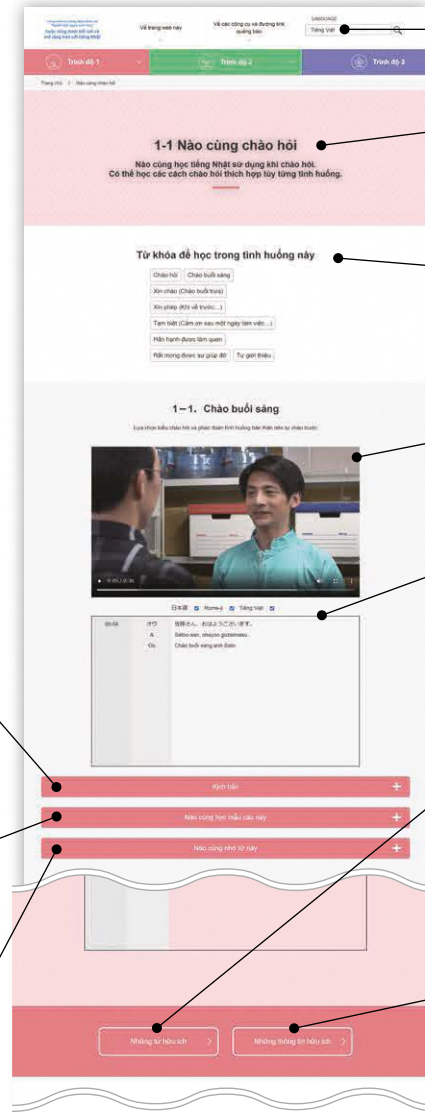 Về trang web này
Về các công cụ và đường link quảng báo
LANGUAGE
Tiếng Việt
Trình độ 1
Trình độ 2
Trình độ 3
Trang chủ > Nào cùng chào hỏi
1-1 Nào cùng chào hỏi
Nào cùng học tiếng Nhật sử dụng khi chào hỏi.
Có thể học các cách chào hỏi thích hợp tùy từng tình huống.
Từ khóa để học trong tình huống này
Chào hỏi
Chào buổi sáng
Xin chào (Chào buổi trưa)
Xin phép (Khi về trước...)
Tạm biệt (Cảm ơn sau một ngày làm việc...)
Hân hạnh được làm quen
Rất mong được sự giúp đỡ
Tự giới thiệu
1-1. Chào buổi sáng
日本語 Roma-ji Tiếng Việt
佐藤さん、おはようございます。
Satoo-san, ohayoo gozaimasu.
Chào buổi sáng anh Sato
Kịch bản
Nào cùng học mẫu câu này
Nào cùng nhớ từ này
Những từ hữu ích
Những thông tin hữu ích